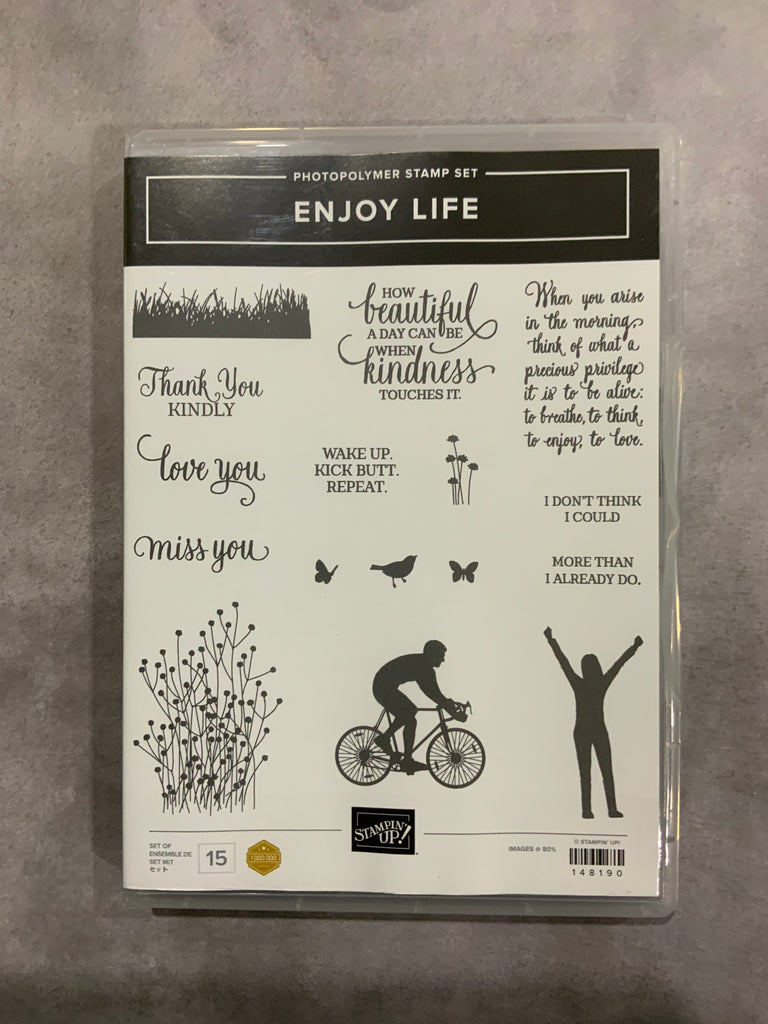 PHOTOPOLYMER STAMP SET
ENJOY LIFE
HOW
beautiful
A DAY CAN BE
WHEN
kindness
TOUCHES IT.
When you arise
in the morning,
think of what a
precious privilege
it is to be alive:
to breathe, to think,
to enjoy, to love.
Thank You
KINDLY
love you
WAKE UP.
KICK BUTT.
REPEAT.
I DON'T THINK
I COULD
miss you
MORE THAN
I ALREADY DO.
STAMPIN'
UP!
SET OF
ENSEMBLE DE
SET MIT
セット
15
1,000,000
IMAGES @ 80%
© STAMPIN' UP!
148190